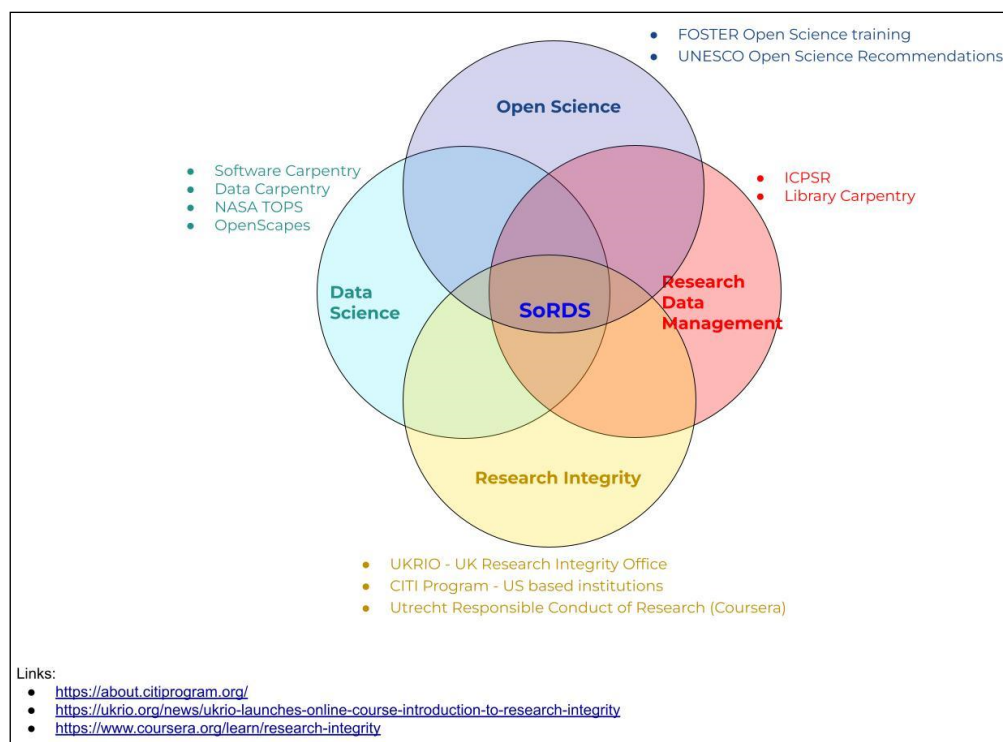 ● FOSTER Open Science training
● UNESCO Open Science Recommendations
Open Science
● Software Carpentry
● Data Carpentry
● NASA TOPS
● OpenScapes
● ICPSR
● Library Carpentry
Data
Science
SoRDS
Research
Data
Management
Research Integrity
● UKRIO - UK Research Integrity Office
● CITI Program - US based institutions
● Utrecht Responsible Conduct of Research (Coursera)
Links:
● https://about.citiprogram.org/
● https://ukrio.org/news/ukrio-launches-online-course-introduction-to-research-integrity
● https://www.coursera.org/learn/research-integrity